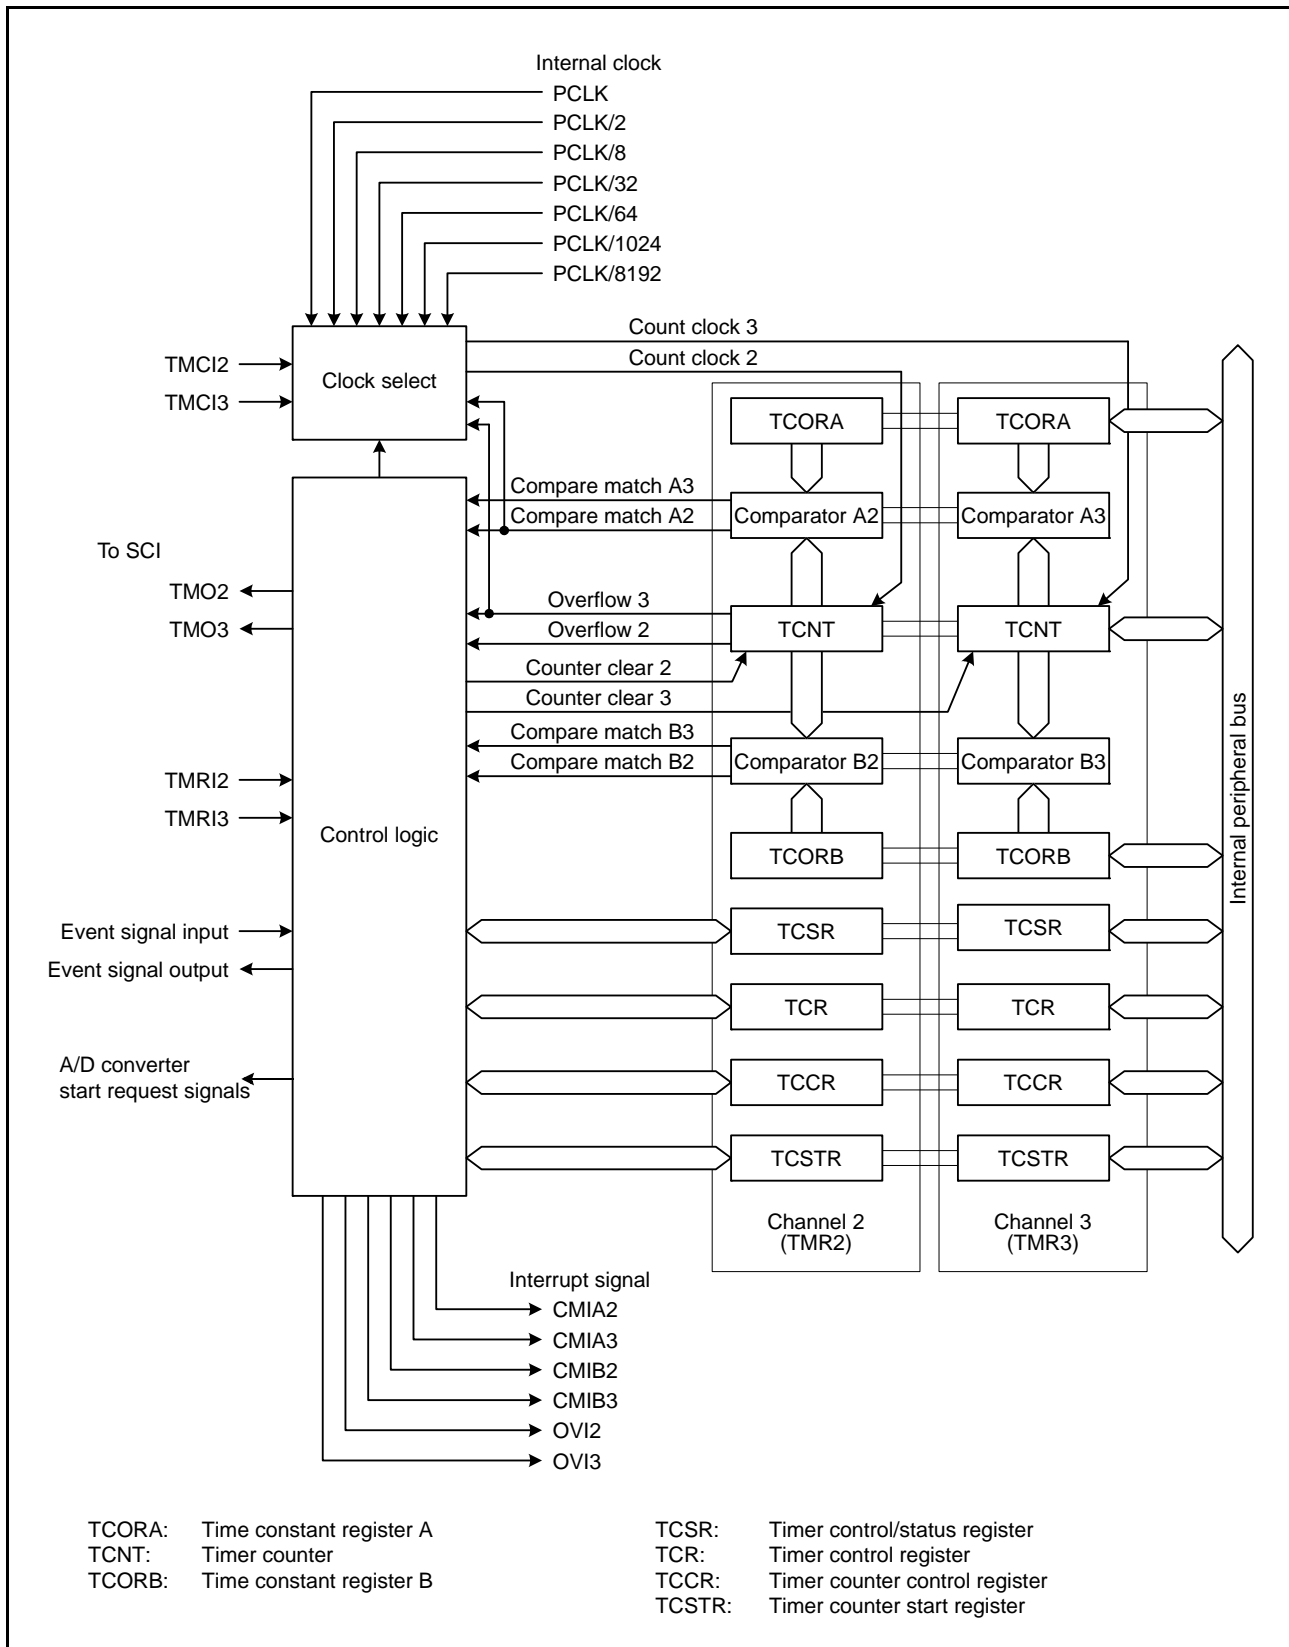 Internal clock
PCLK
PCLK/2
PCLK/8
PCLK/32
PCLK/64
PCLK/1024
PCLK/8192
Count clock 3
Count clock 2
TMCI2
TMCI3
Clock select
TCORA
TCORA
Compare match A3
Compare match A2
Comparator A2
Comparator A3
To SCI
TMO2
TMO3
Overflow 3
Overflow 2
TCNT
TCNT
Counter clear 2
Counter clear 3
Compare match B3
Compare match B2
Comparator B2
Comparator B3
TMRI2
TMRI3
Control logic
TCORB
TCORB
Internal peripheral bus
Event signal input
Event signal output
TCSR
TCSR
TCR
TCR
A/D converter
start request signals
TCCR
TCCR
TCSTR
TCSTR
Channel 2
(TMR2)
Channel 3
(TMR3)
Interrupt signal
CMIA2
CMIA3
CMIB2
CMIB3
OVI2
OVI3
TCORA: Time constant register A
TCNT: Timer counter
TCORB: Time constant register B
TCSR: Timer control/status register
TCR: Timer control register
TCCR: Timer counter control register
TCSTR: Timer counter start register